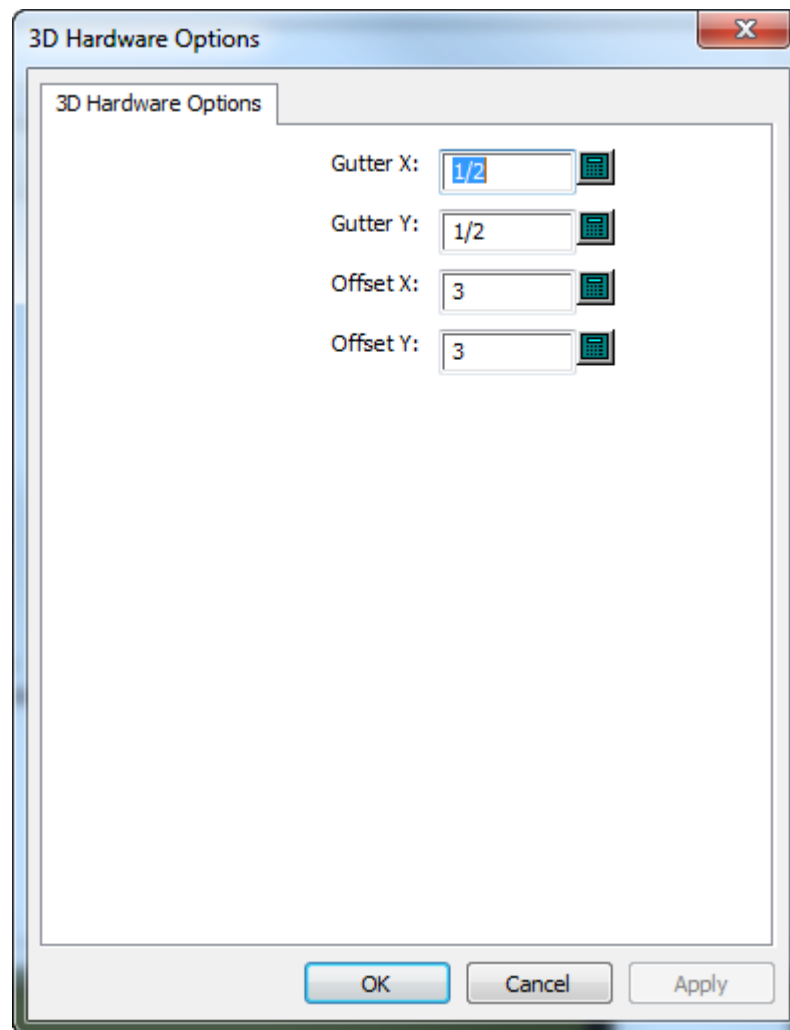 3D Hardware Options
3D Hardware Options
Gutter X: 1/2
Gutter Y: 1/2
Offset X: 3
Offset Y: 3
OK Cancel Apply